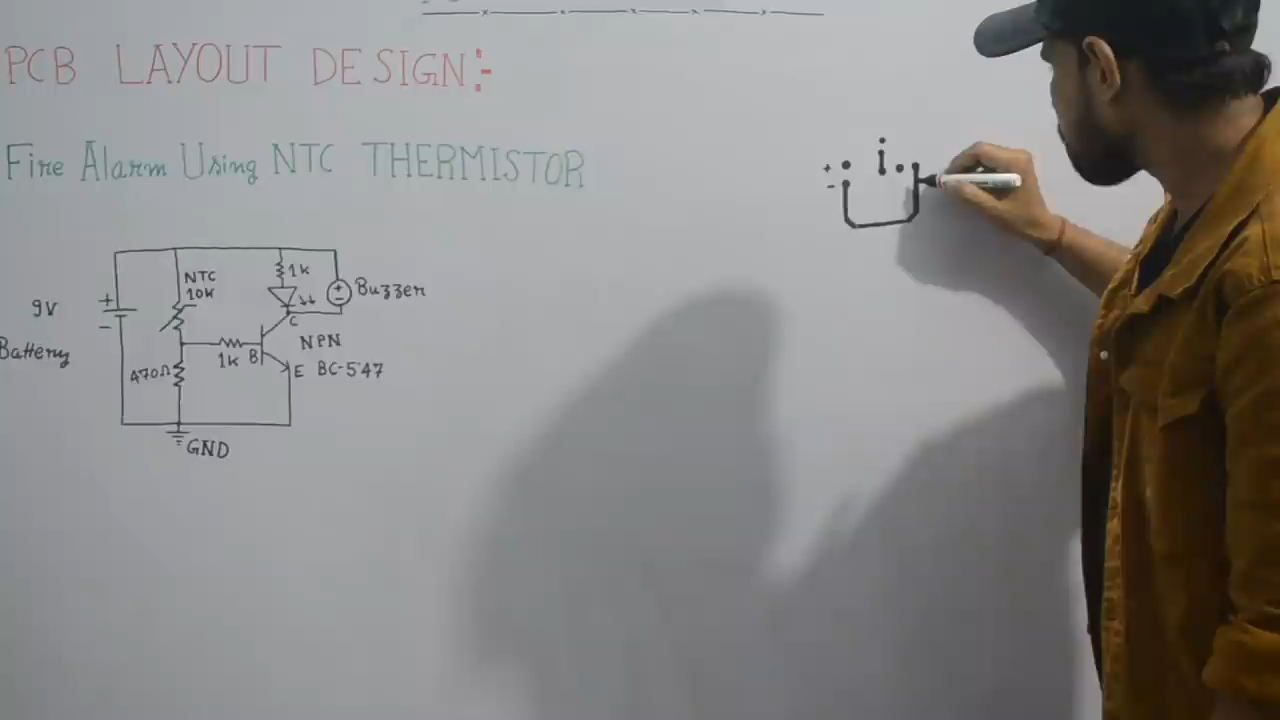 PCB LAYOUT DESIGN:-
Fire Alarm Using NTC THERMISTOR
NTC
10K
1K
Buzzer
9V
Battery
+
-
+
-
C
NPN
470Ω
1K
B
E
BC-547
GND
+
-